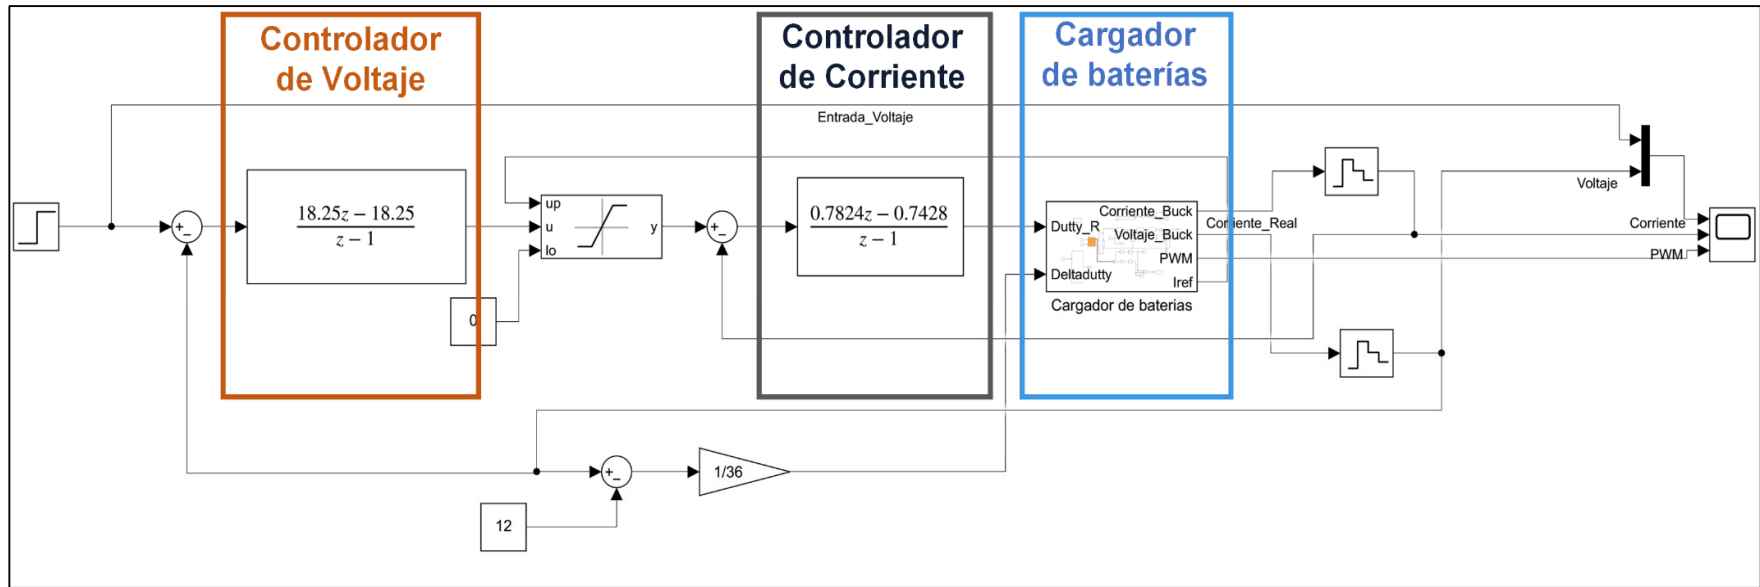 Controlador
de Voltaje
Controlador
de Corriente
Cargador
de baterías
Entrada_Voltaje
18.25z − 18.25
z − 1
up
u
lo
y
0
0.7824z − 0.7428
z − 1
Dutty_R
Deltadutty
Corriente_Buck
Voltaje_Buck
PWM
Iref
Cargador de baterias
Corriente_Real
Voltaje
Corriente
PWM
1/36
12